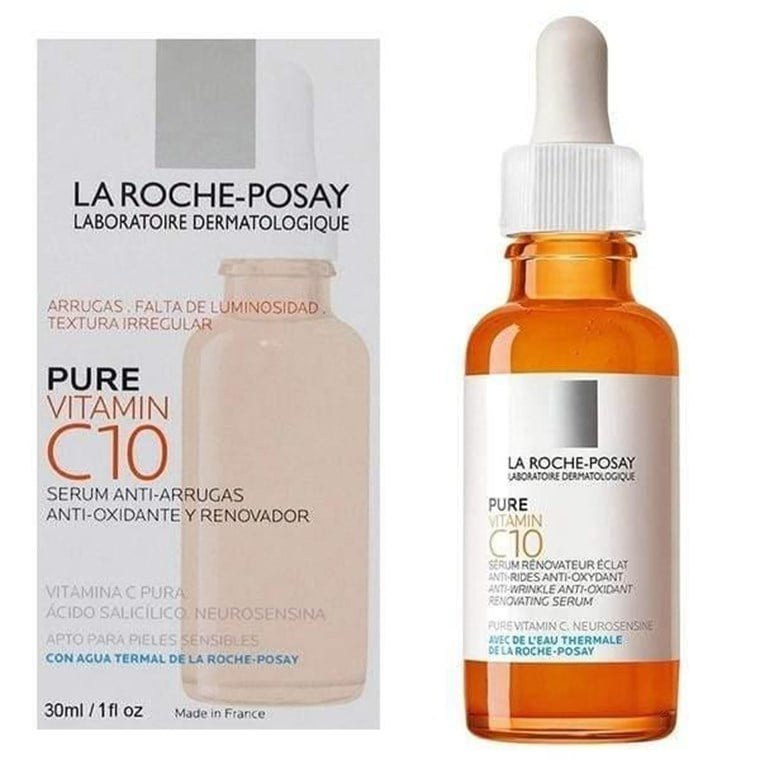 LA ROCHE-POSAY
LABORATOIRE DERMATOLOGIQUE
ARRUGAS . FALTA DE LUMINOSIDAD .
TEXTURA IRREGULAR
PURE
VITAMIN
C10
SERUM ANTI-ARRUGAS
ANTI-OXIDANTE Y RENOVADOR
VITAMINA C PURA.
ÁCIDO SALICÍLICO. NEUROSENSINA
APTO PARA PIELES SENSIBLES
CON AGUA TERMAL DE LA ROCHE-POSAY
30ml / 1fl oz Made in France
LA ROCHE-POSAY
LABORATOIRE DERMATOLOGIQUE
PURE
VITAMIN
C10
SÉRUM RÉNOVATEUR ÉCLAT
ANTI-RIDES ANTI-OXYDANT
ANTI-WRINKLE ANTI-OXIDANT
RENOVATING SERUM
PURE VITAMIN C. NEUROSENSINE
AVEC DE L'EAU THERMALE
DE LA ROCHE-POSAY